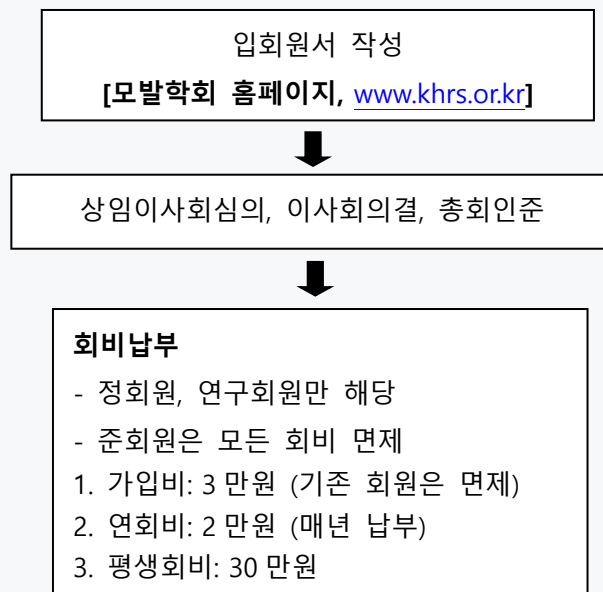 입회원서 작성
[모발학회 홈페이지, www.khrs.or.kr]
상임이사회심의, 이사회의결, 총회인준
회비납부
- 정회원, 연구회원만 해당
- 준회원은 모든 회비 면제
1. 가입비: 3만원 (기존 회원은 면제)
2. 연회비: 2만원 (매년 납부)
3. 평생회비: 30만원